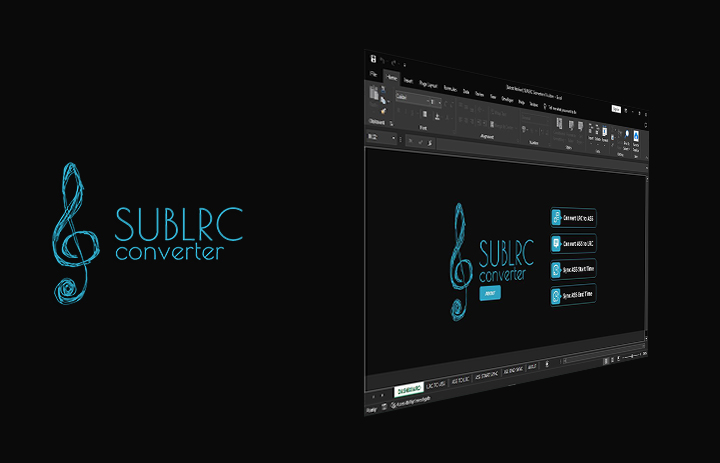 SUBLRC
converter
File Home Insert Page Layout Formulas Data Review View Developer Help
Clipboard
Font
Alignment
Number
SUBLRC
converter
ABOUT
Convert LRC to ASS
Convert ASS to LRC
Sync ASS Start Time
Sync ASS End Time
DASHBOARD LRC TO ASS ASS TO LRC ASS START SYNC ASS END SYNC ABOUT
Ready